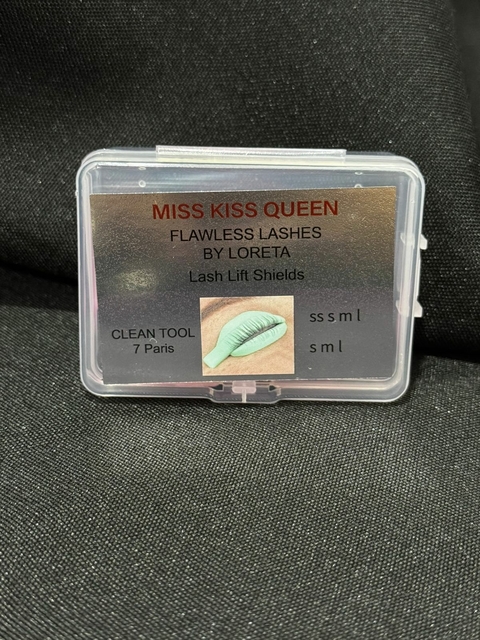 MISS KISS QUEEN
FLAWLESS LASHES
BY LORETA
Lash Lift Shields
CLEAN TOOL
7 Paris
ss s m l
s m l